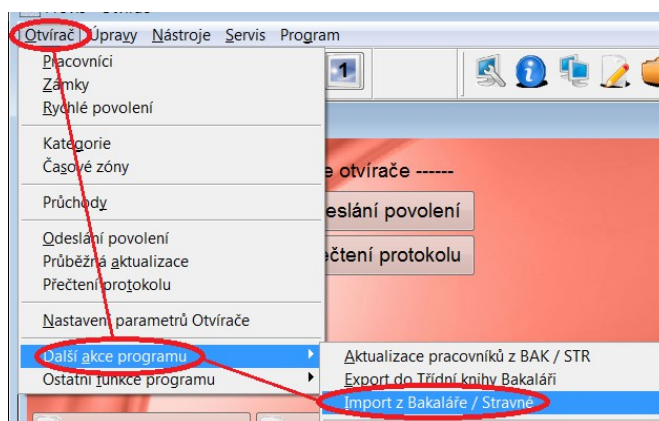 Otvírač Úpravy Nástroje Servis Program
Pracovníci
Zámky
Rychlé povolení
1
Kategorie
Časové zóny
e otvírače ------
Průchody
eslání povolení
Odeslání povolení
Průběžná aktualizace
Přečtení protokolu
ečtení protokolu
Nastavení parametrů Otvírače
Další akce programu
Ostatní funkce programu
Aktualizace pracovníků z BAK / STR
Export do Třídní knihy Bakaláři
Import z Bakaláře / Stravné